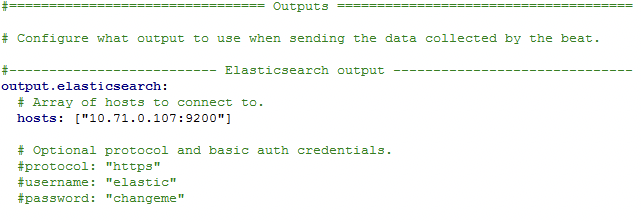 #================================ Outputs =====================================
# Configure what output to use when sending the data collected by the beat.
#-------------------------- Elasticsearch output ------------------------------
output.elasticsearch:
# Array of hosts to connect to.
hosts: ["10.71.0.107:9200"]
# Optional protocol and basic auth credentials.
#protocol: "https"
#username: "elastic"
#password: "changeme"